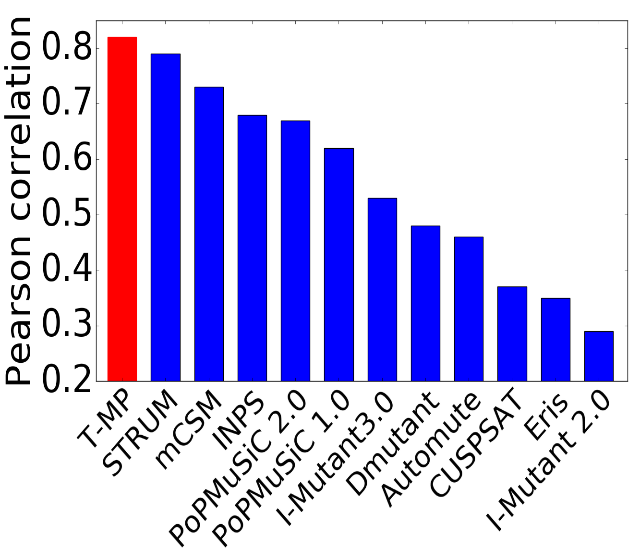 Pearson correlation
0.8
0.7
0.6
0.5
0.4
0.3
0.2
T-MP
STRUM
mCSM
INPS
PoPMuSiC 2.0
PoPMuSiC 1.0
I-Mutant3.0
Dmutant
Automute
CUSPSAT
Eris
I-Mutant 2.0